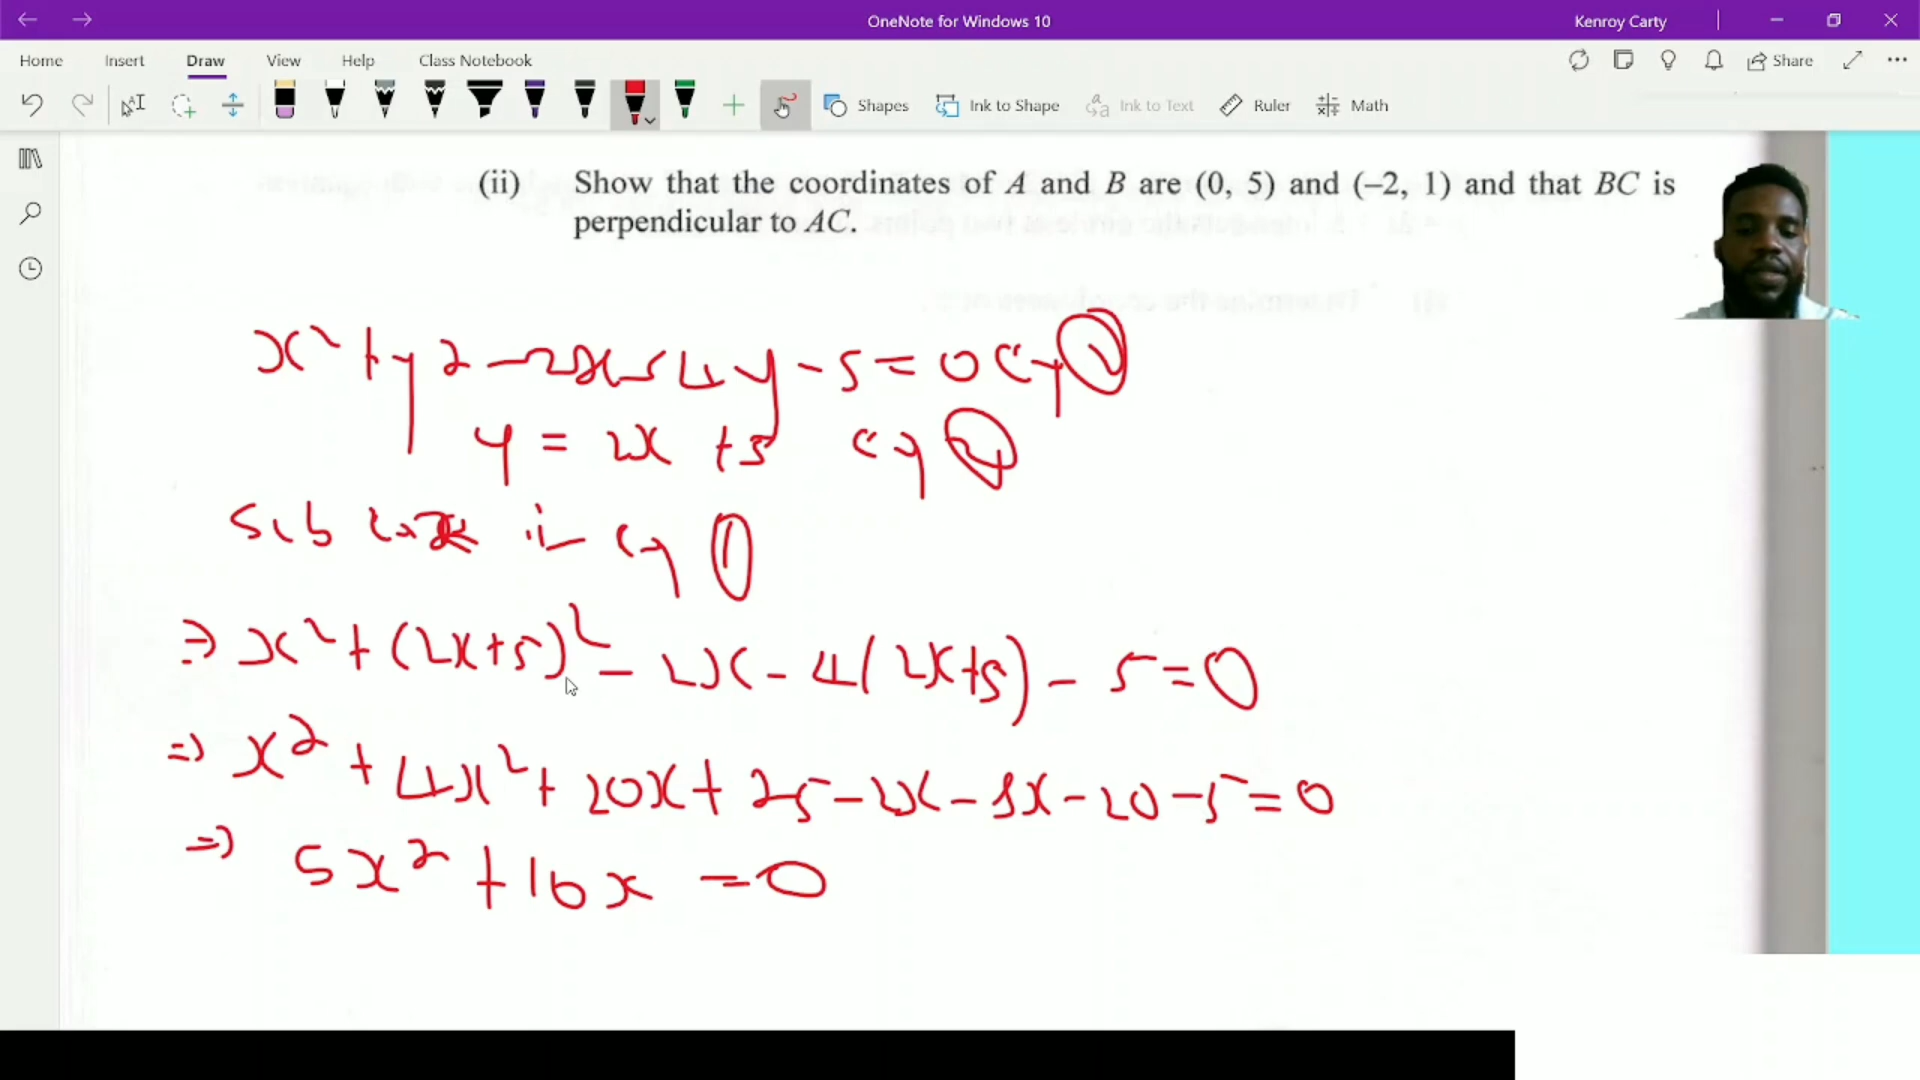 OneNote for Windows 10
Kenroy Carty
Home Insert Draw View Help Class Notebook
Share
Shapes Ink to Shape Ink to Text Ruler Math
(ii) Show that the coordinates of A and B are (0, 5) and (–2, 1) and that BC is
perpendicular to AC.
x² + y2 - 2x - 4y - 5 = 0 eq
y = 2x + 5 eq 2
sub in eq 1
⇒ x² + (2x+5)² - 2x - 4(2x+5) - 5 = 0
⇒ x² + 4x² + 20x + 25 - 2x - 8x - 20 - 5 = 0
⇒ 5x² + 10x = 0